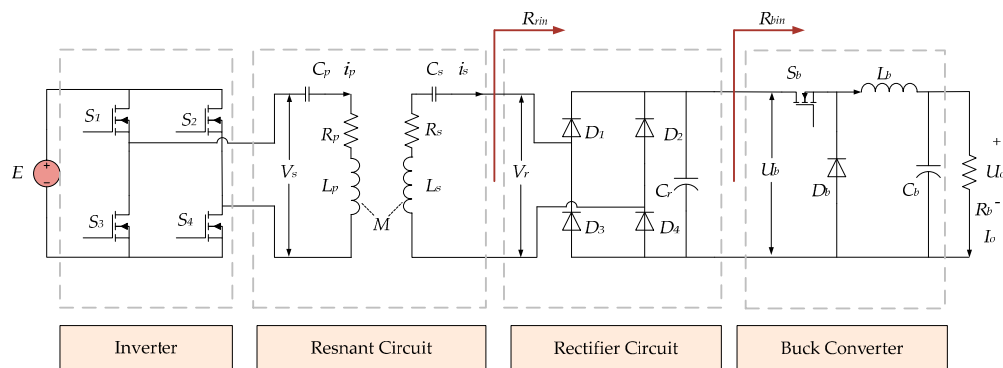 R_rin
R_bin
C_p i_p
C_s i_s
S_b
L_b
S_1
S_2
R_p
R_s
D_1
D_2
+
E
V_s
V_r
U_b
U_o
L_p
L_s
C_r
D_b
C_b
R_b -
S_3
S_4
M
D_3
D_4
I_o
Inverter
Resnant Circuit
Rectifier Circuit
Buck Converter